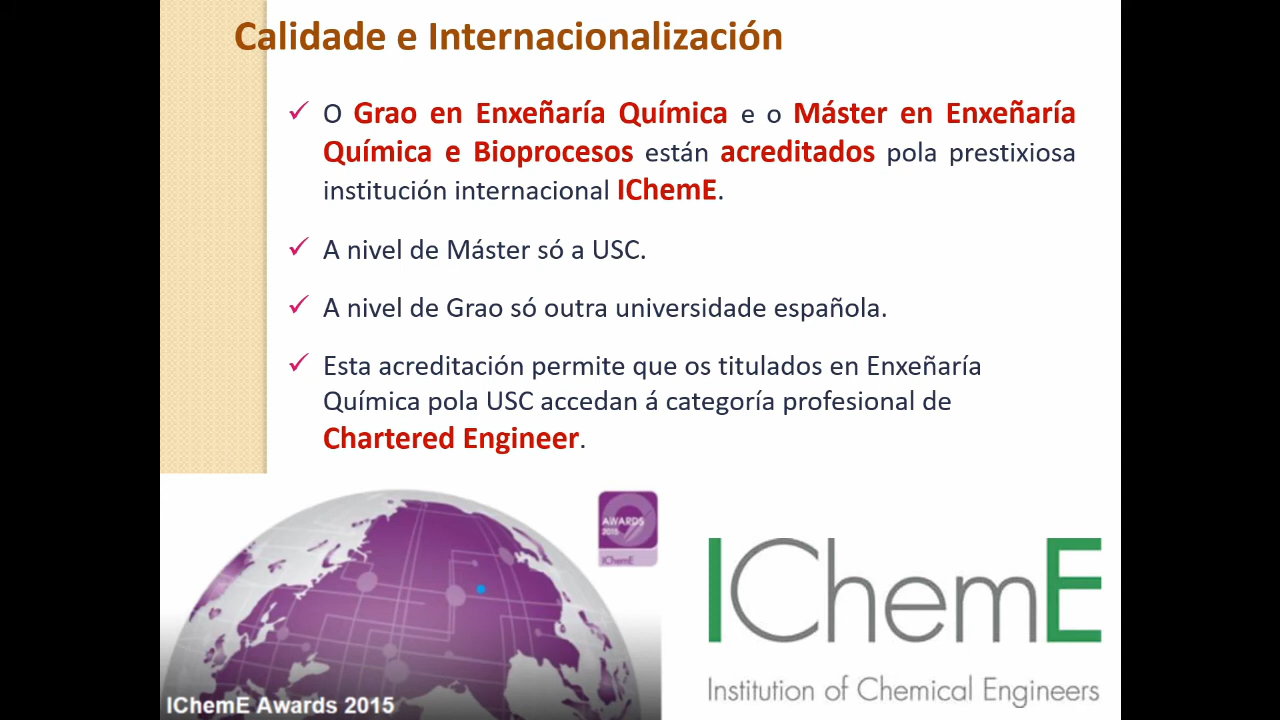 Calidade e Internacionalización
O Grao en Enxeñaría Química e o Máster en Enxeñaría
Química e Bioprocesos están acreditados pola prestixiosa
institución internacional IChemE.
A nivel de Máster só a USC.
A nivel de Grao só outra universidade española.
Esta acreditación permite que os titulados en Enxeñaría
Química pola USC accedan á categoría profesional de
Chartered Engineer.
AWARDS
2015
IChemE
IChemE
Institution of Chemical Engineers
IChemE Awards 2015